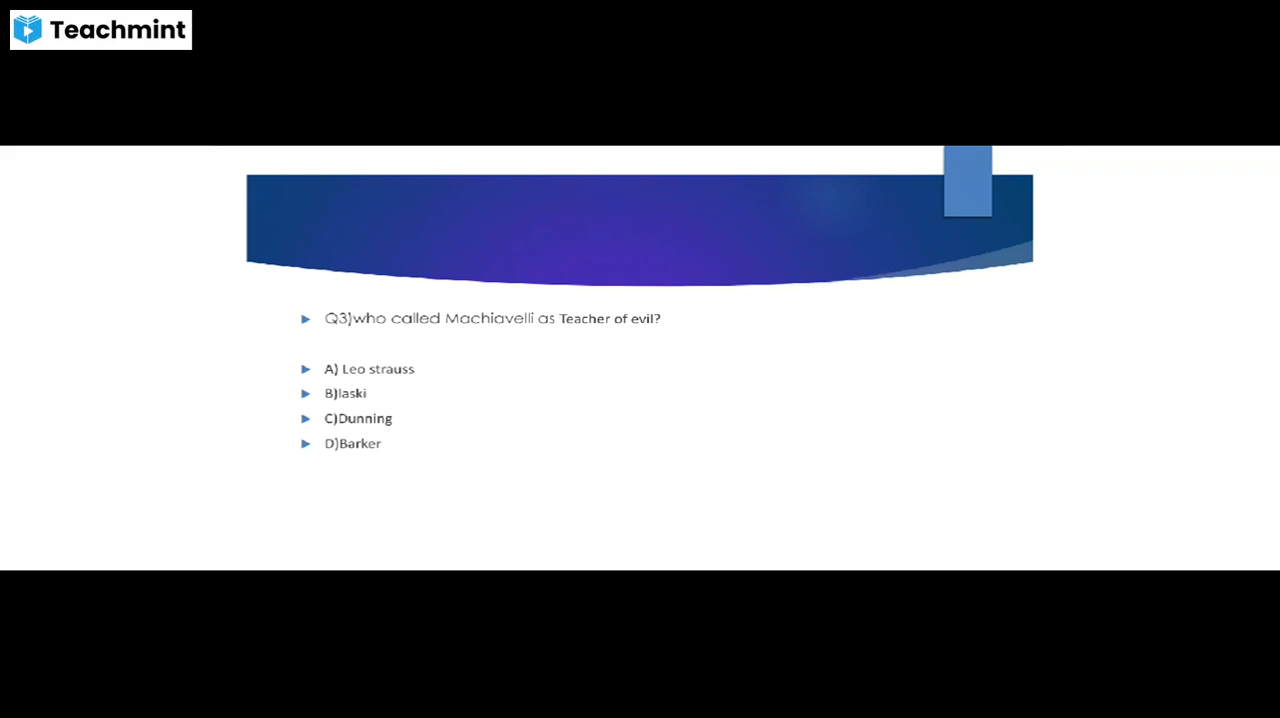 Teachmint
Q3)who called Machiavelli as Teacher of evil?
A) Leo strauss
B)laski
C)Dunning
D)Barker